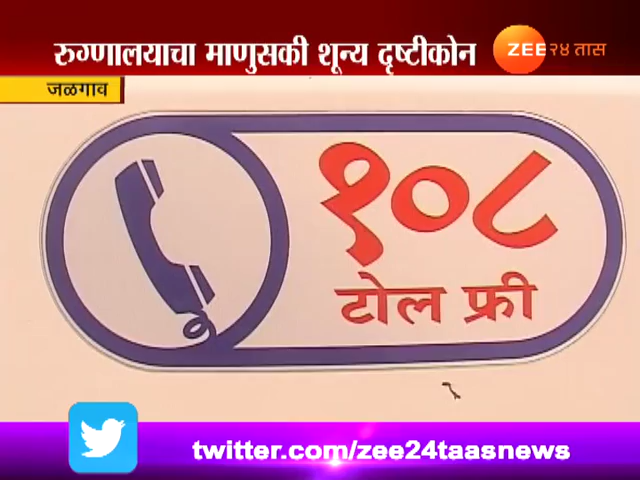 रुग्णालयाचा माणुसकी शून्य दृष्टीकोन
ZEE २४ तास
जळगाव
१०८
टोल फ्री
twitter.com/zee24taasnews